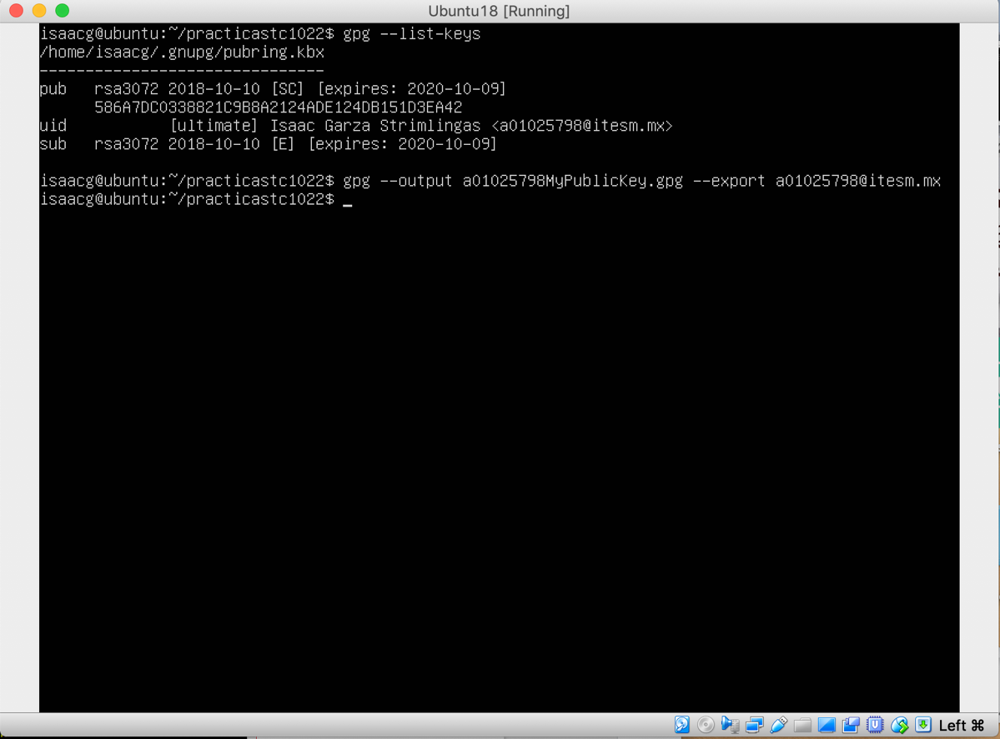 Ubuntu18 [Running]
isaacg@ubuntu:~/practicastc1022$ gpg --list-keys
/home/isaacg/.gnupg/pubring.kbx
-------------------------------
pub   rsa3072 2018-10-10 [SC] [expires: 2020-10-09]
      586A7DC0338821C9B8A2124ADE124DB151D3EA42
uid           [ultimate] Isaac Garza Strimlingas <a01025798@itesm.mx>
sub   rsa3072 2018-10-10 [E] [expires: 2020-10-09]
isaacg@ubuntu:~/practicastc1022$ gpg --output a01025798MyPublicKey.gpg --export a01025798@itesm.mx
isaacg@ubuntu:~/practicastc1022$ _
Left ⌘